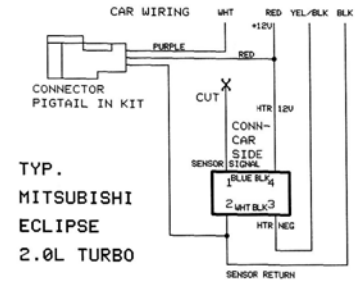 CAR WIRING WHT RED YEL/BLK BLK
+12V
PURPLE
RED
CONNECTOR
PIGTAIL IN KIT
CUT
HTR 12V
CONN-
CAR
SIDE
SENSOR SIGNAL
1 BLUE BLK 4
2 WHT BLK 3
HTR NEG
SENSOR RETURN
TYP.
MITSUBISHI
ECLIPSE
2.0L TURBO